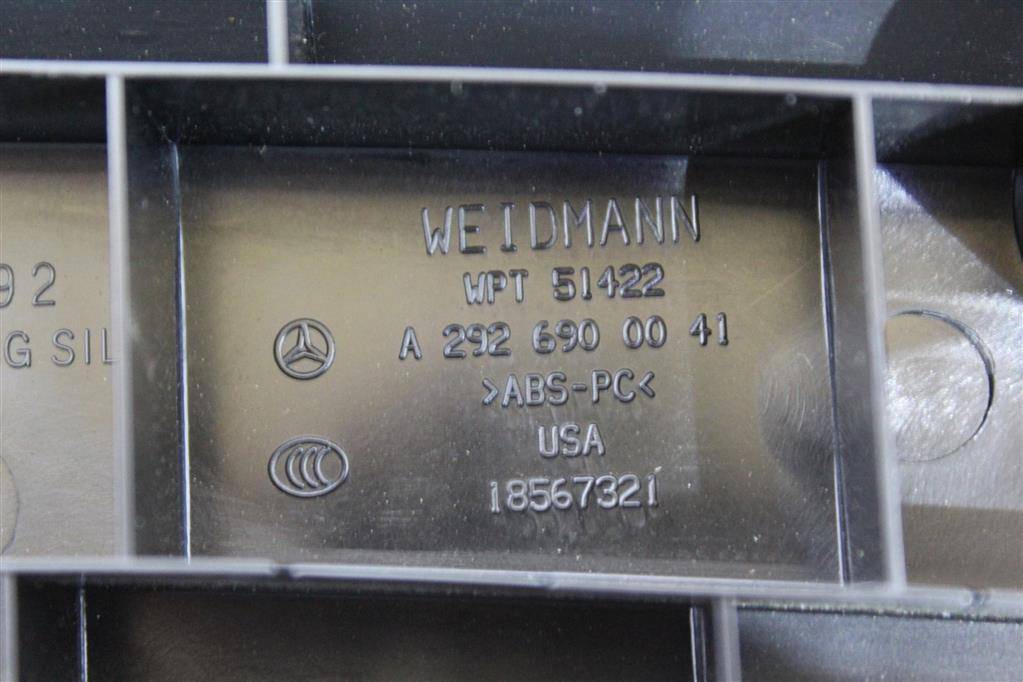 92
G SIL
WEIDMANN
WPT 51422
A 292 690 00 41
>ABS-PC<
USA
18567321